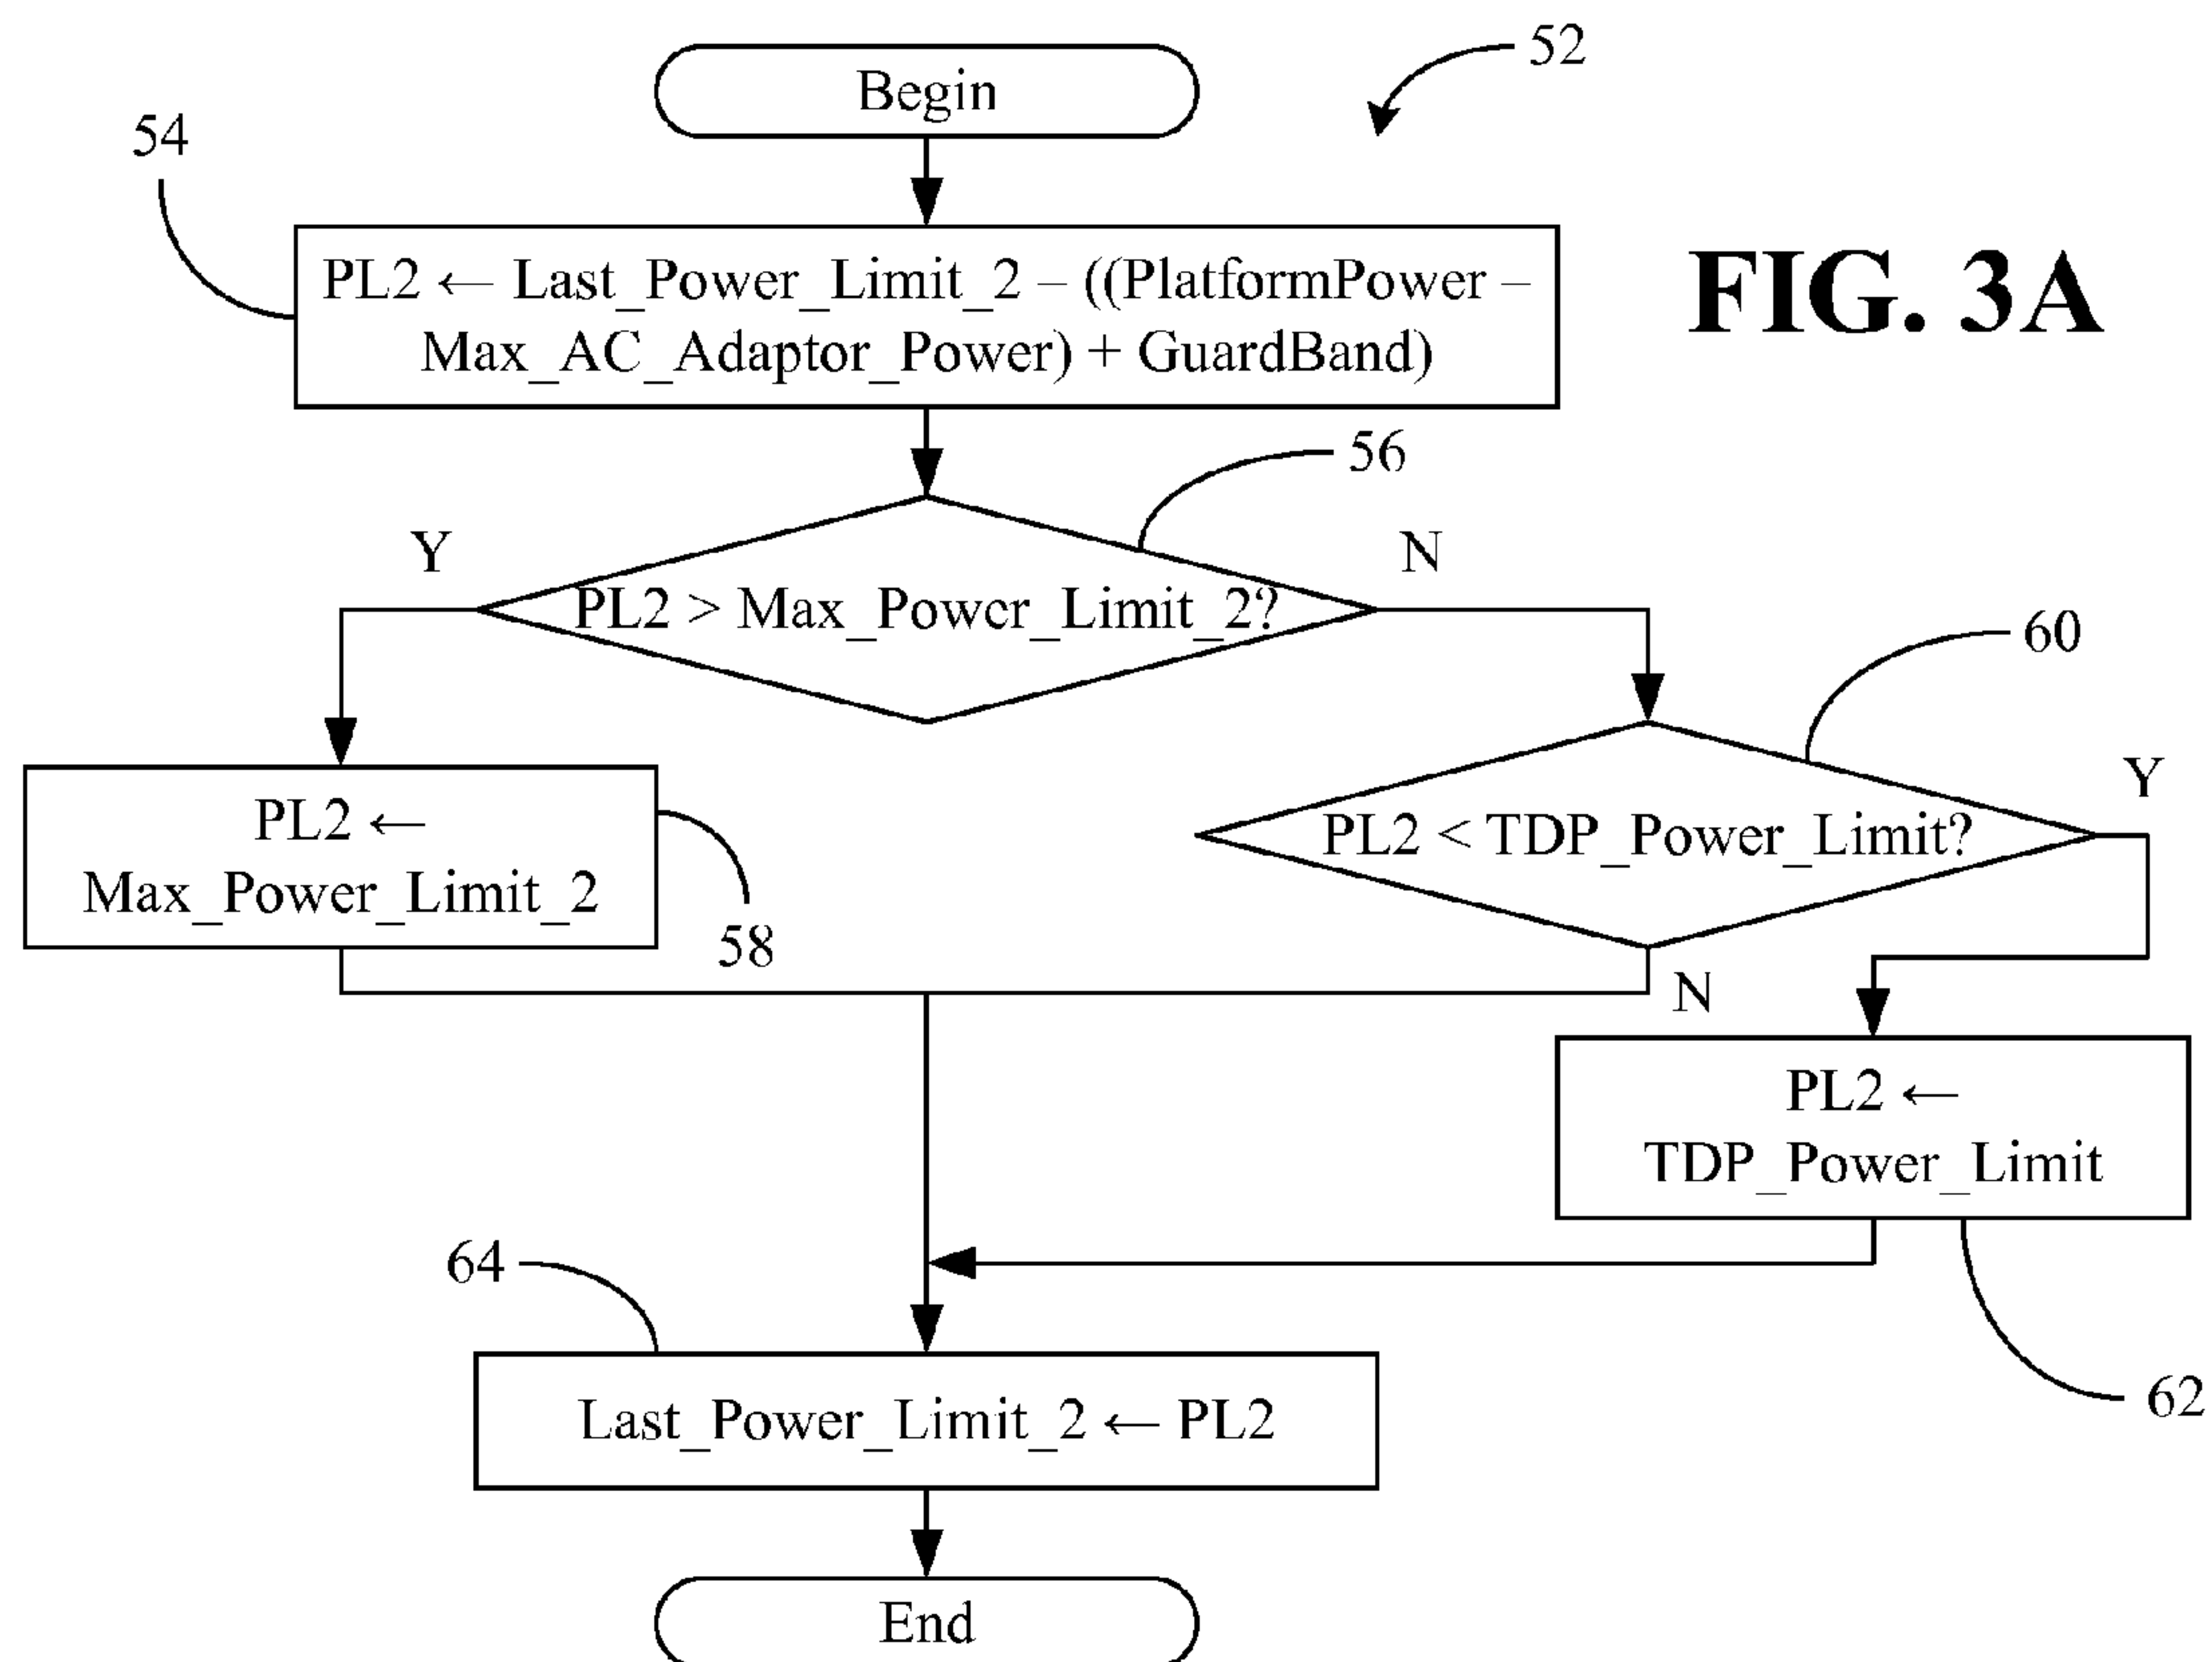 52
Begin
54
FIG. 3A
PL2 ← Last_Power_Limit_2 – ((PlatformPower –
Max_AC_Adaptor_Power) + GuardBand)
56
Y
N
PL2 > Max_Power_Limit_2?
60
Y
PL2 ←
Max_Power_Limit_2
58
PL2 < TDP_Power_Limit?
N
PL2 ←
TDP_Power_Limit
64
62
Last_Power_Limit_2 ← PL2
End